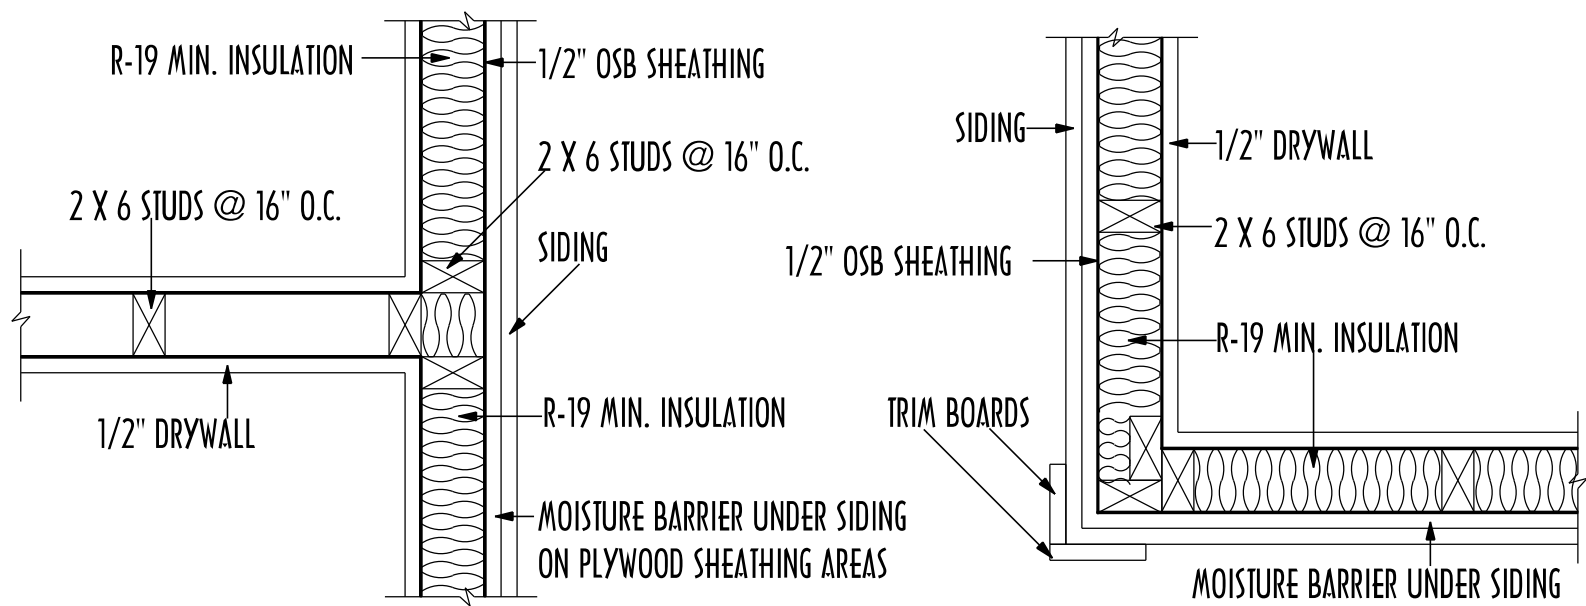 R-19 MIN. INSULATION
1/2" OSB SHEATHING
2 X 6 STUDS @ 16" O.C.
2 X 6 STUDS @ 16" O.C.
SIDING
1/2" DRYWALL
R-19 MIN. INSULATION
MOISTURE BARRIER UNDER SIDING
ON PLYWOOD SHEATHING AREAS
SIDING
1/2" DRYWALL
2 X 6 STUDS @ 16" O.C.
1/2" OSB SHEATHING
R-19 MIN. INSULATION
TRIM BOARDS
MOISTURE BARRIER UNDER SIDING